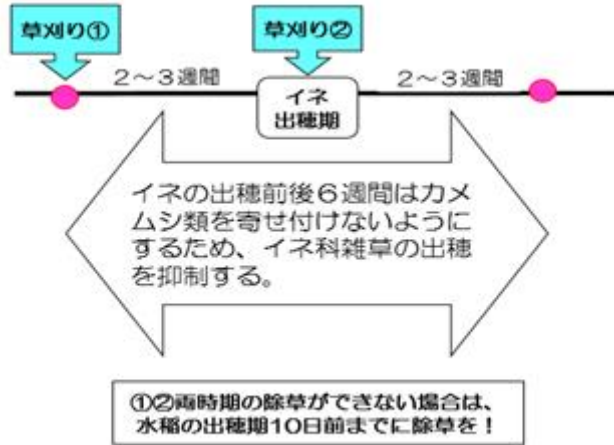 草刈り① 草刈り②
2～3週間 2～3週間
イネ
出穂期
イネの出穂前後6週間はカメ
ムシ類を寄せ付けないように
するため、イネ科雑草の出穂
を抑制する。
①②両時期の除草ができない場合は、
水稲の出穂期10日前までに除草を！